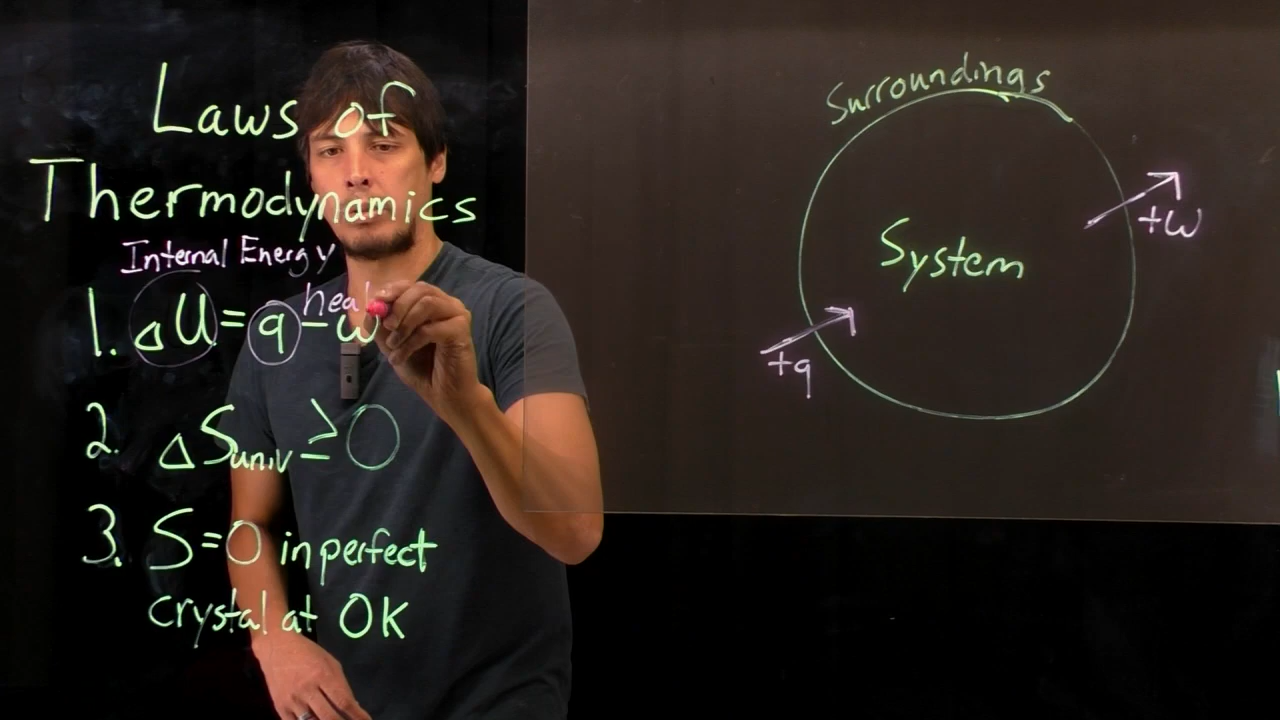 Laws of
Thermodynamics
Internal Energy
heat
1. ΔU = q - w
2. ΔSuniv ≥ 0
3. S=0 in perfect
crystal at 0K
Surroundings
System
+w
+q